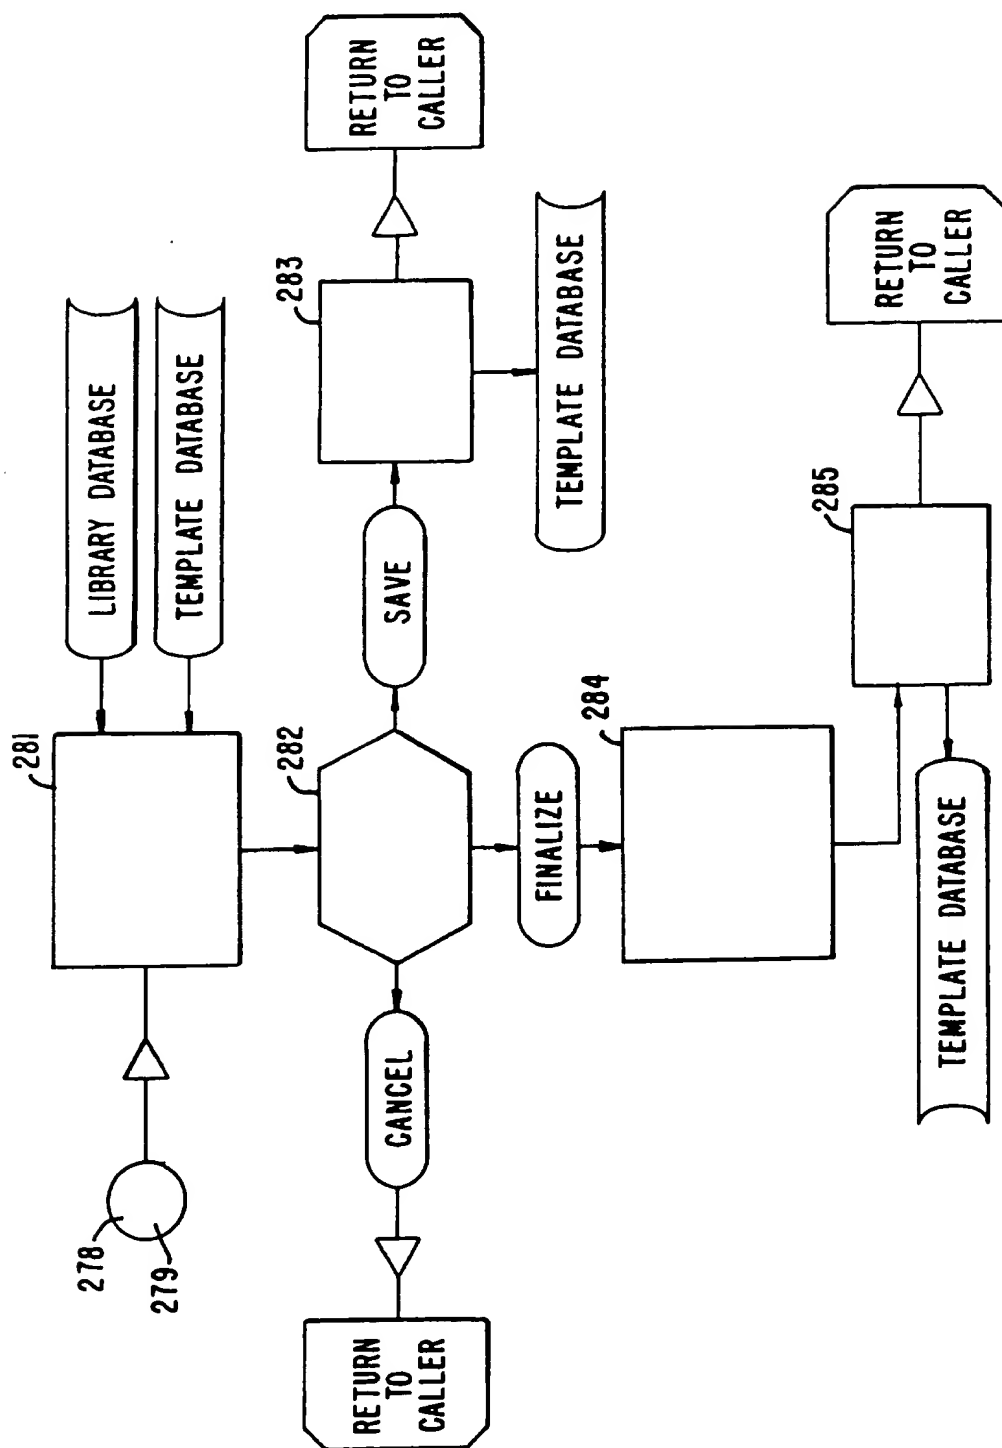 278
279
281
LIBRARY DATABASE
TEMPLATE DATABASE
282
CANCEL
RETURN
TO
CALLER
SAVE
283
RETURN
TO
CALLER
TEMPLATE DATABASE
FINALIZE
284
285
RETURN
TO
CALLER
TEMPLATE DATABASE